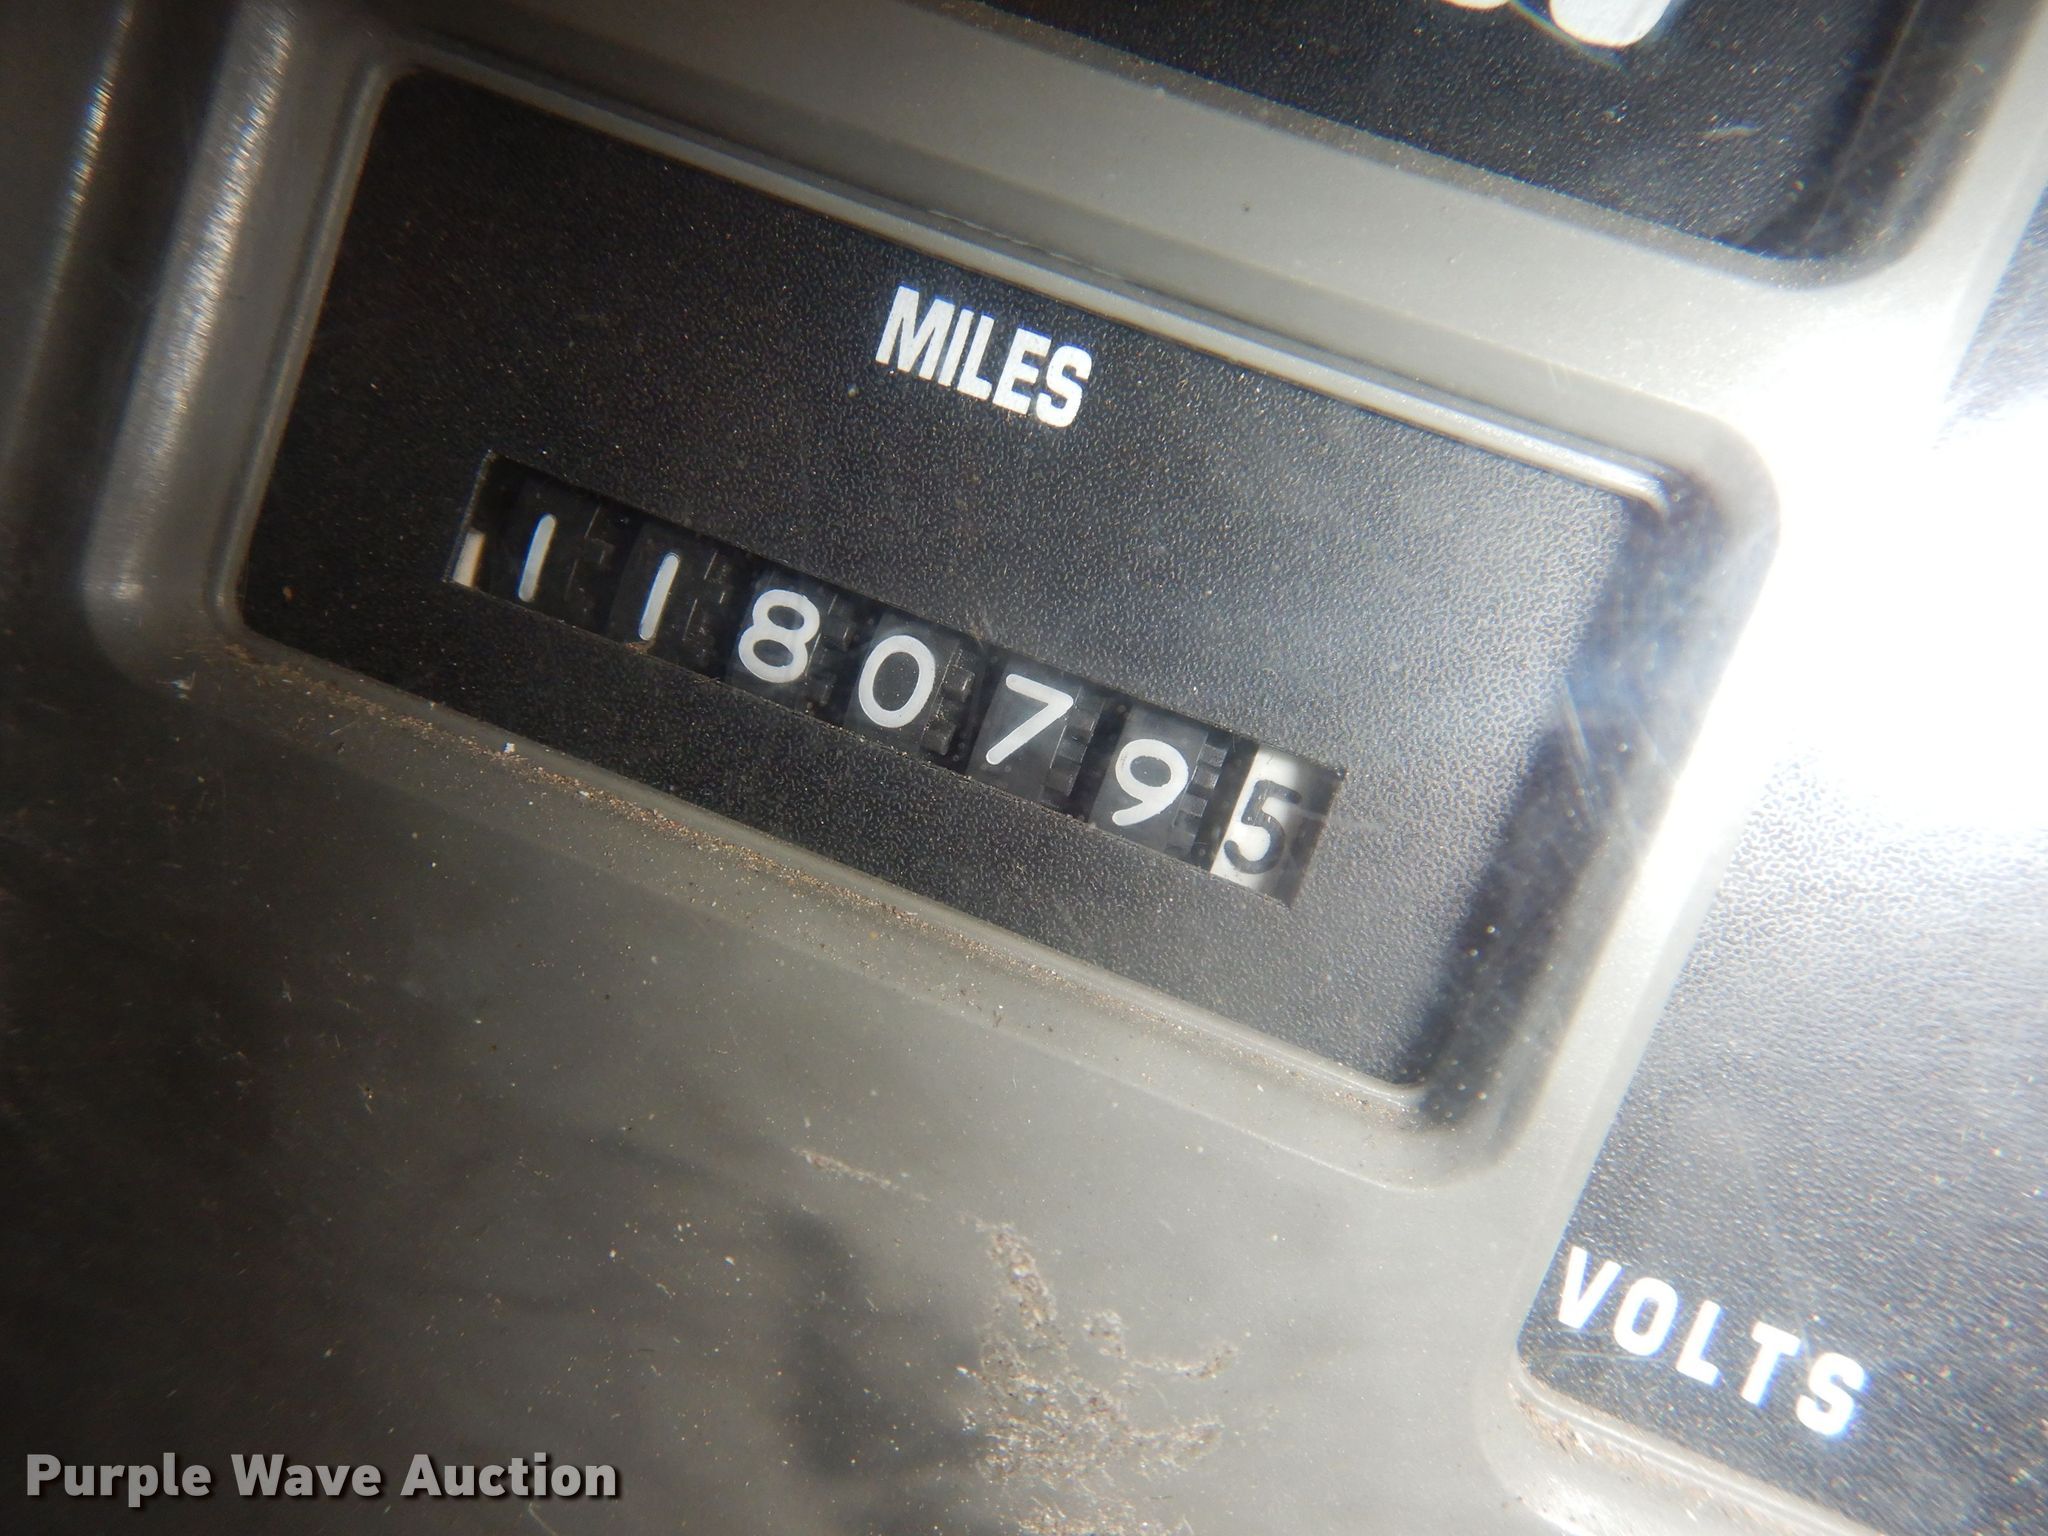 MILES
1180795
VOLTS
Purple Wave Auction